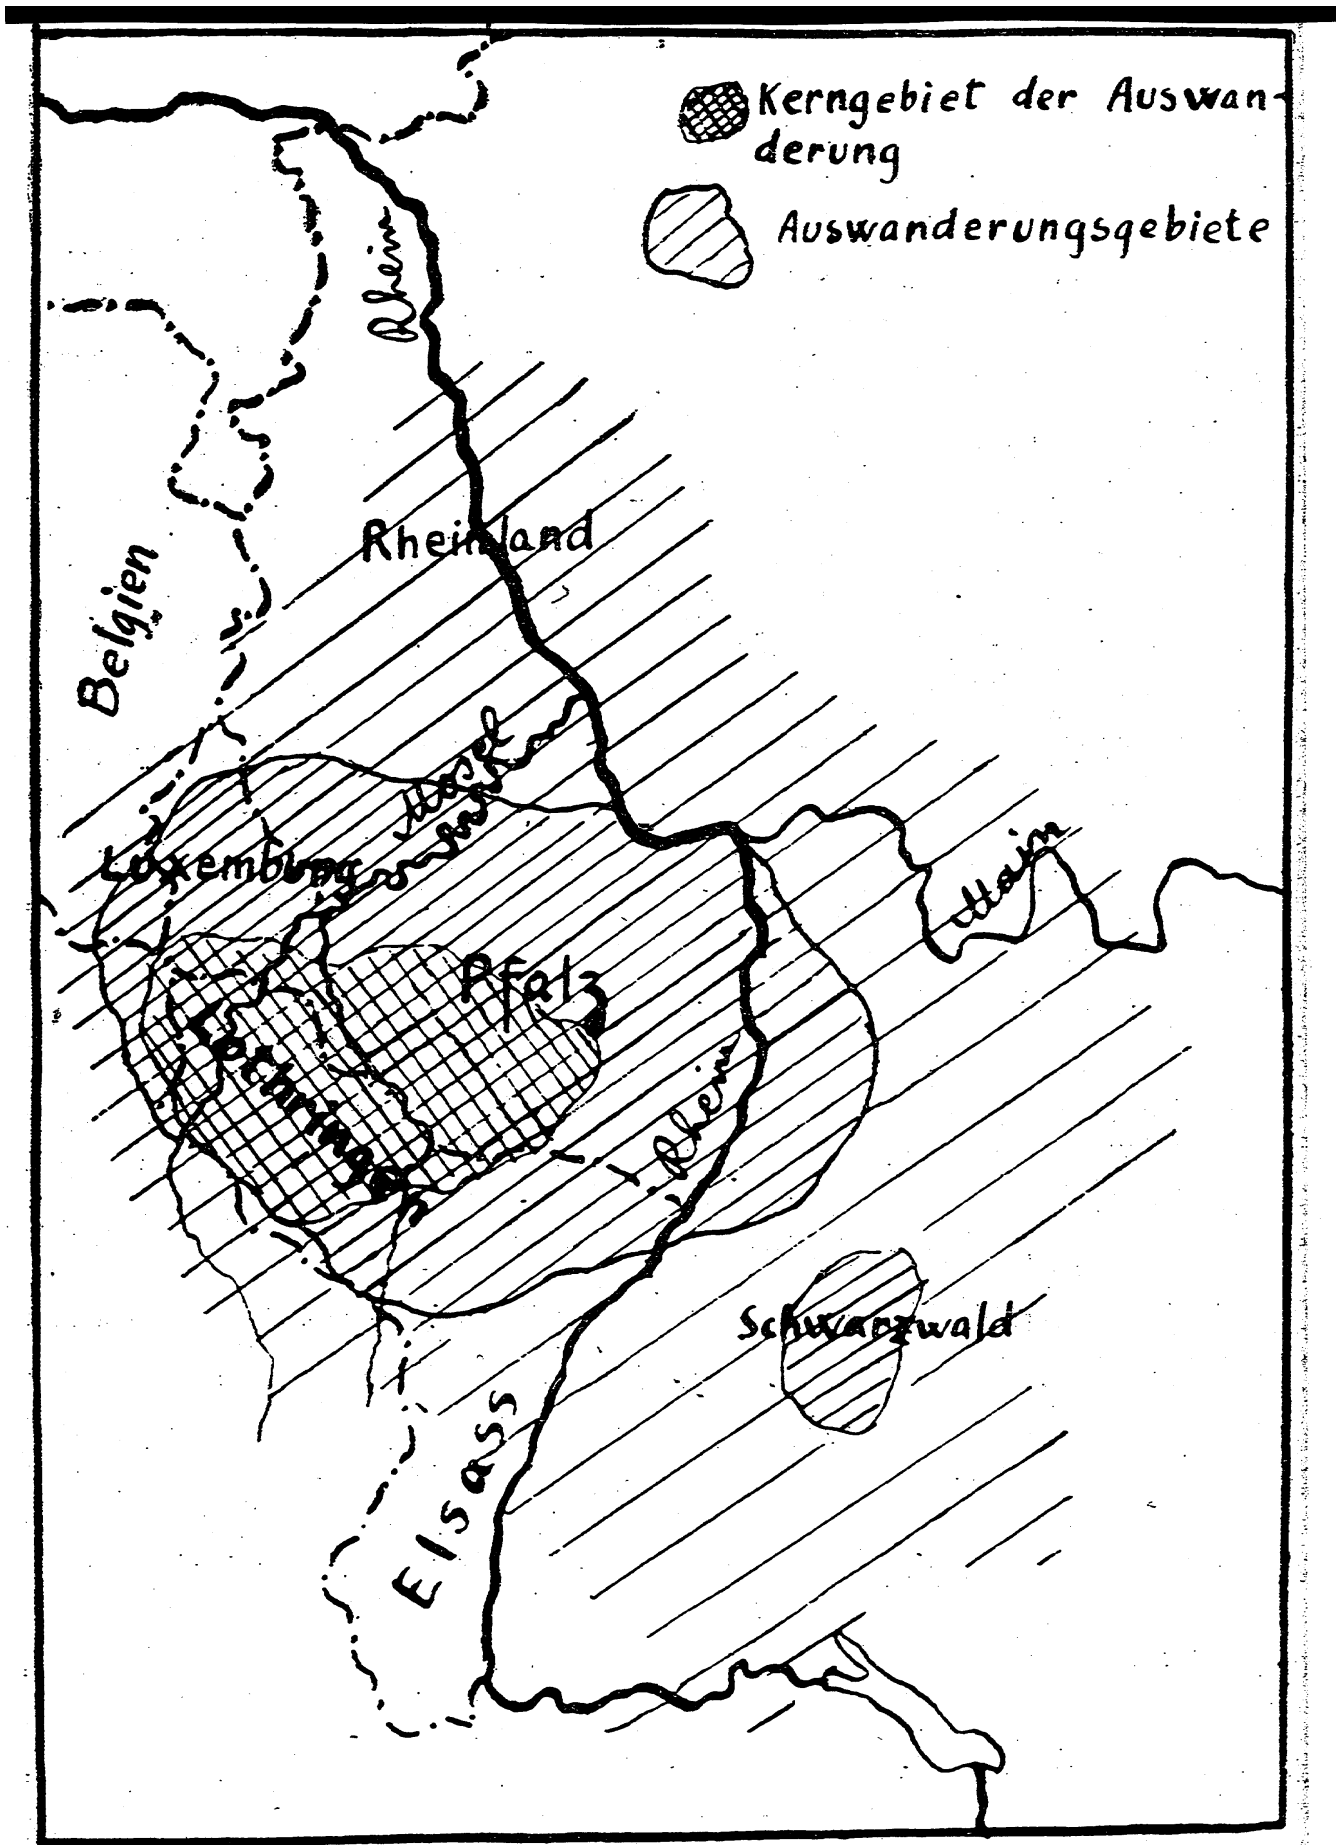 Kerngebiet der Auswan-
derung
Auswanderungsgebiete
Rhein
Rheinland
Belgien
Mosel
Luxemburg
Main
Pfalz
Lothringen
Rhein
Schwarzwald
Elsass